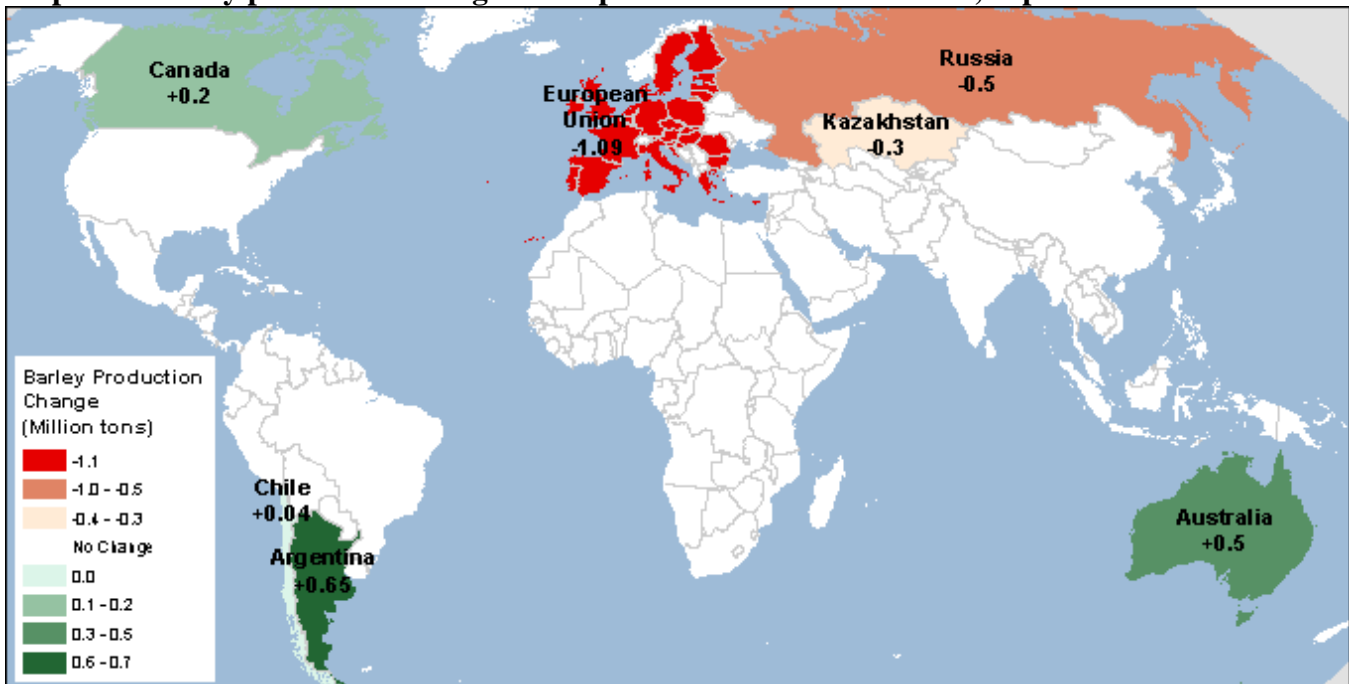 Canada
+0.2
European
Union
-1.09
Russia
-0.5
Kazakhstan
-0.3
Chile
+0.04
Argentina
+0.65
Australia
+0.5
Barley Production
Change
(Million tons)
-1.1
-1.0 - -0.5
-0.4 - -0.3
No Change
0.0
0.1 - 0.2
0.3 - 0.5
0.6 - 0.7